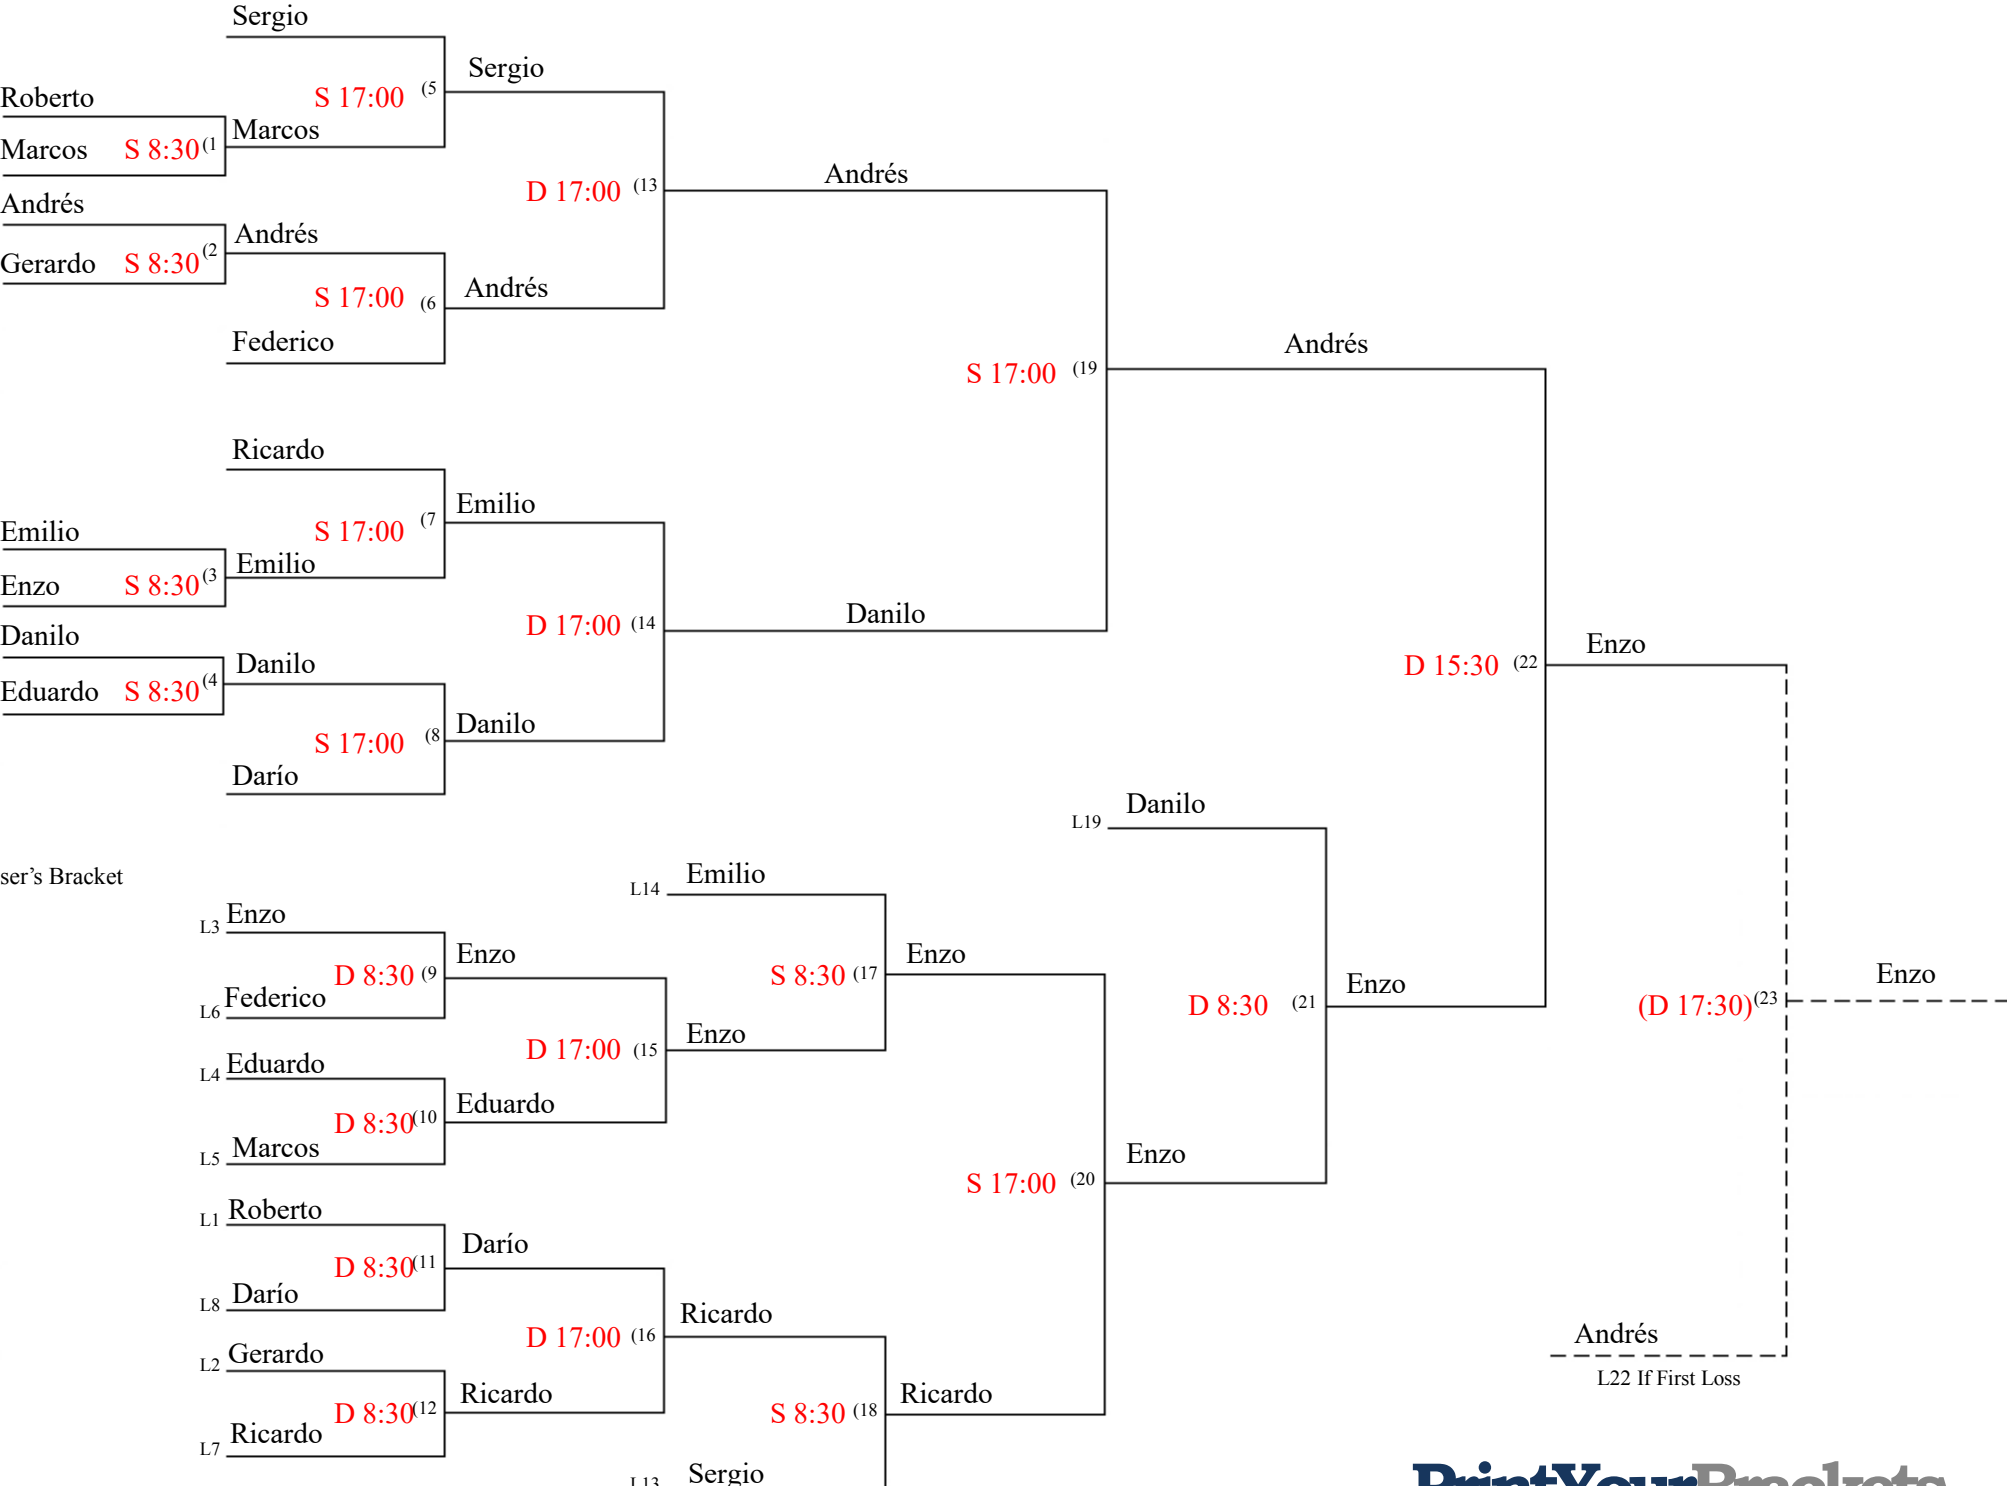 Sergio
Sergio
S 17:00 (5
Roberto
Marcos
Marcos S 8:30 (1
Andrés
D 17:00 (13
Andrés
Andrés
Gerardo S 8:30 (2
Andrés
S 17:00 (6
Federico
Andrés
S 17:00 (19
Ricardo
Emilio
S 17:00 (7
Emilio
Emilio
Enzo S 8:30 (3
Danilo
D 17:00 (14
Danilo
Danilo
Eduardo S 8:30 (4
Danilo
S 17:00 (8
Darío
Enzo
D 15:30 (22
L19 Danilo
ser’s Bracket
L14 Emilio
L3 Enzo
Enzo
D 8:30 (9
L6 Federico
S 8:30 (17
Enzo
Enzo
D 17:00 (15
L4 Eduardo
Eduardo
D 8:30 (10
L5 Marcos
D 8:30 (21
Enzo
(D 17:30) (23
Enzo
Enzo
S 17:00 (20
L1 Roberto
Darío
D 8:30 (11
L8 Darío
Ricardo
D 17:00 (16
L2 Gerardo
Ricardo
D 8:30 (12
L7 Ricardo
S 8:30 (18
Ricardo
L13 Sergio
Andrés
L22 If First Loss
PrintYourBrackets